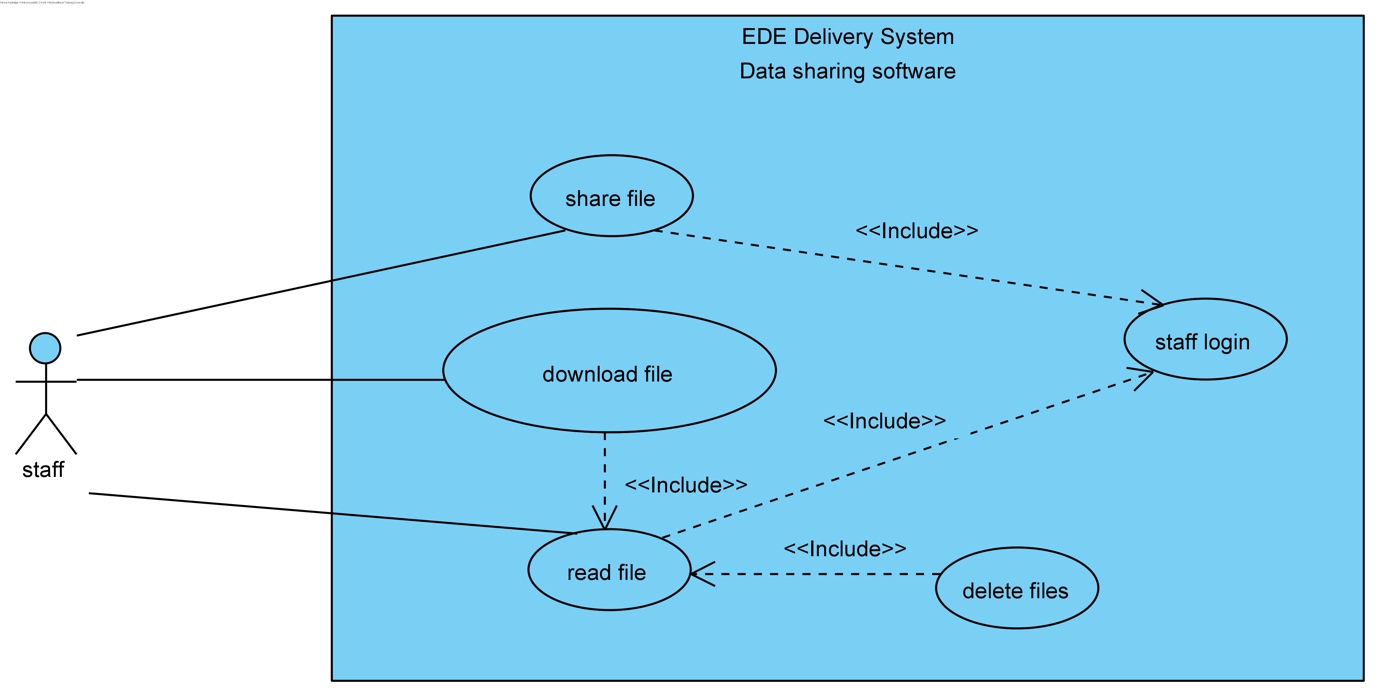 EDE Delivery System
Data sharing software
share file
<<Include>>
staff login
download file
<<Include>>
staff
<<Include>>
<<Include>>
read file
delete files